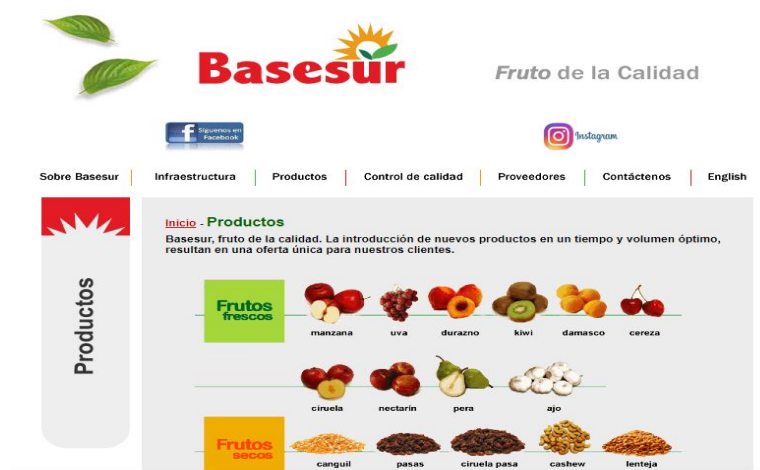 Basesur
Fruto de la Calidad
Síguenos en
Facebook
Instagram
Sobre Basesur
Infraestructura
Productos
Control de calidad
Proveedores
Contáctenos
English
Productos
Inicio - Productos
Basesur, fruto de la calidad. La introducción de nuevos productos en un tiempo y volumen óptimo,
resultan en una oferta única para nuestros clientes.
Frutos
frescos
manzana
uva
durazno
kiwi
damasco
cereza
ciruela
nectarín
pera
ajo
Frutos
secos
canguil
pasas
ciruela pasa
cashew
lenteja